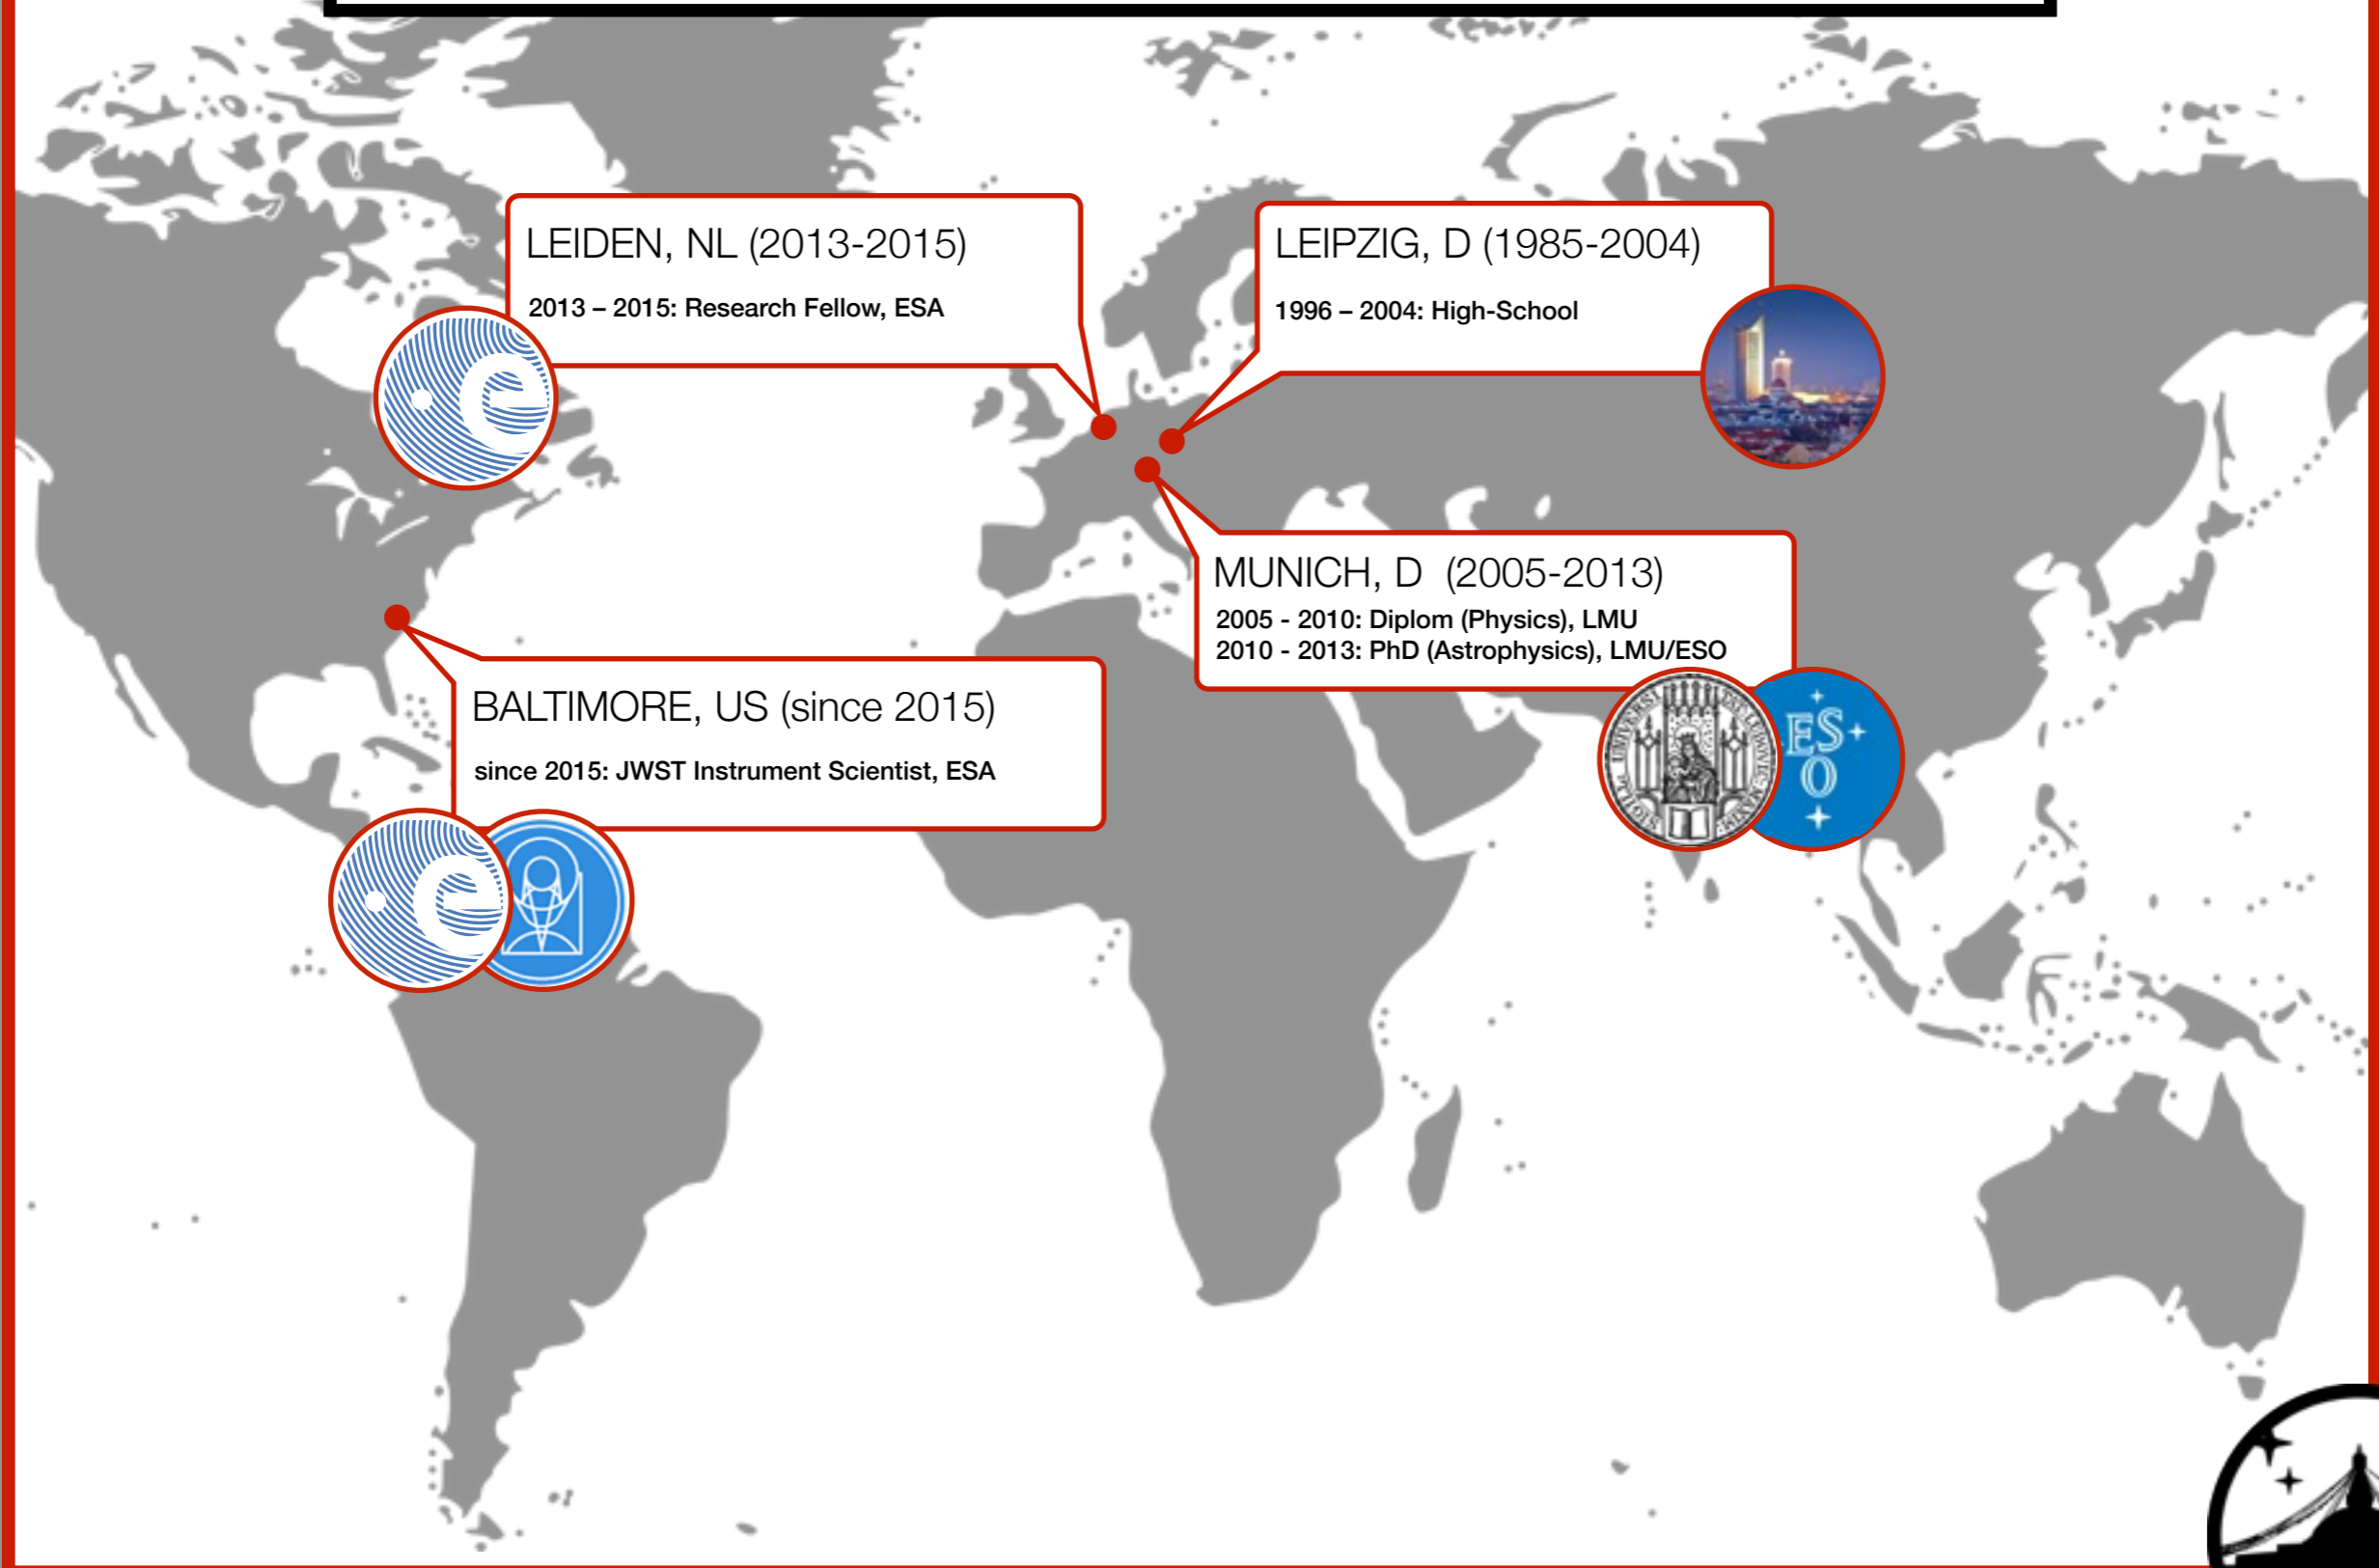 LEIDEN, NL (2013-2015)
2013 – 2015: Research Fellow, ESA
LEIPZIG, D (1985-2004)
1996 – 2004: High-School
MUNICH, D (2005-2013)
2005 - 2010: Diplom (Physics), LMU
2010 - 2013: PhD (Astrophysics), LMU/ESO
BALTIMORE, US (since 2015)
since 2015: JWST Instrument Scientist, ESA
ES
O
e
e